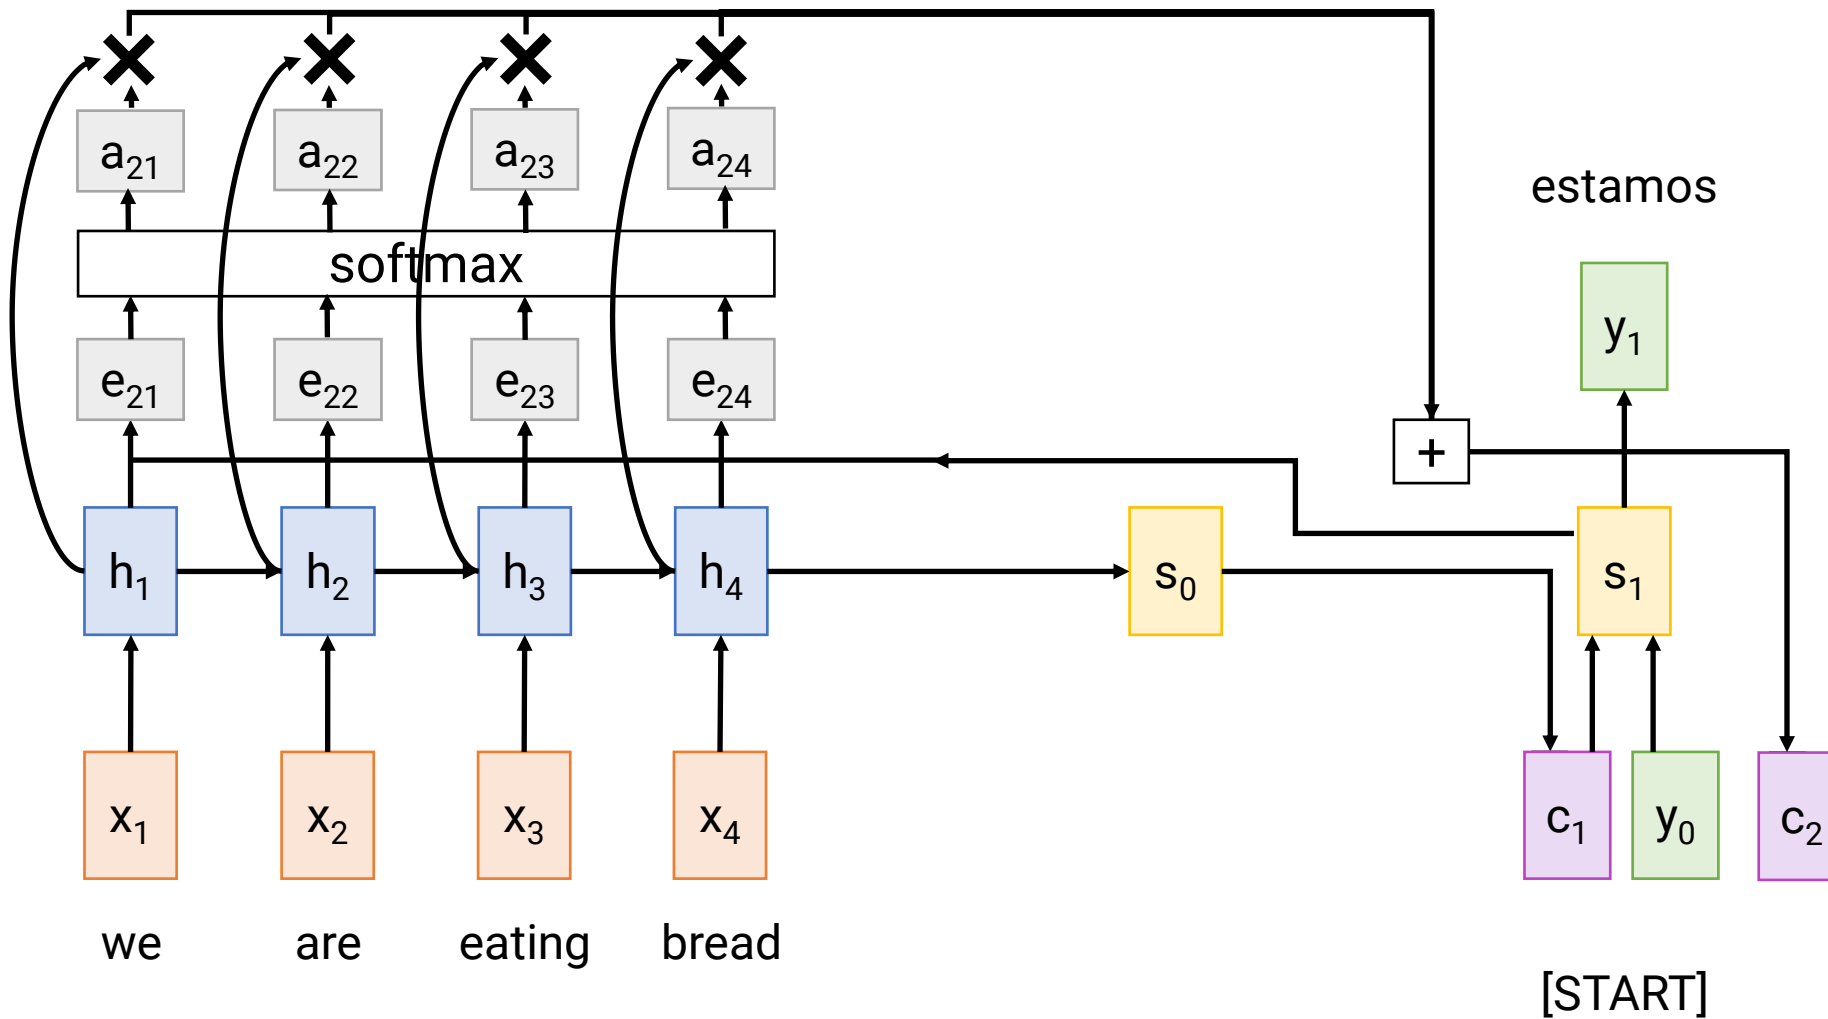 a21 a22 a23 a24
estamos
softmax
y1
e21 e22 e23 e24
+
h1 h2 h3 h4 s0 s1
x1 x2 x3 x4 c1 y0 c2
we are eating bread
[START]